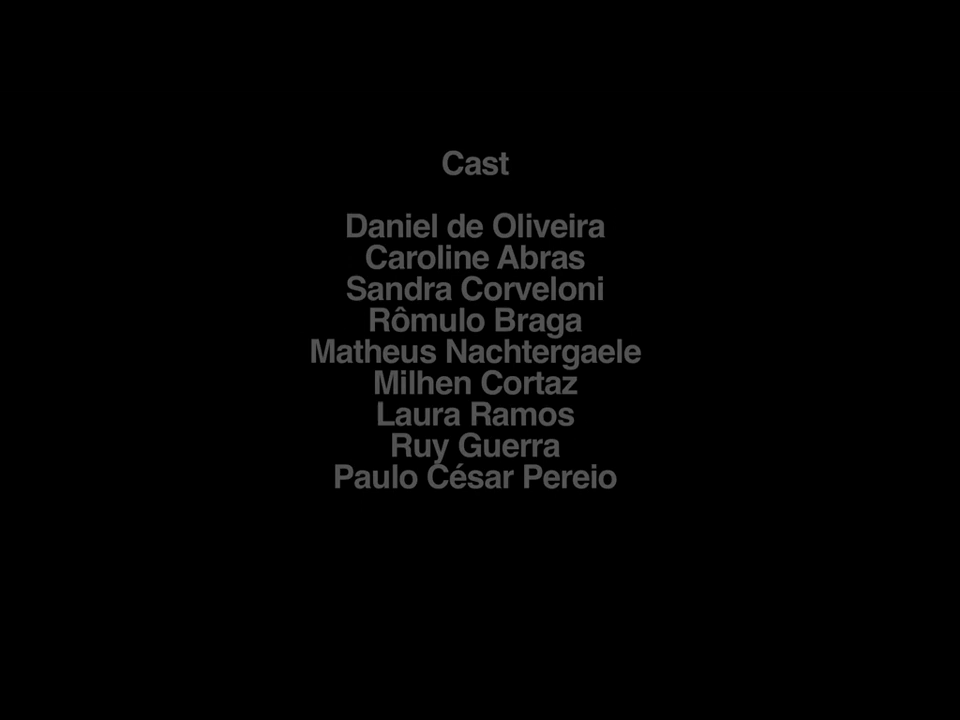 Cast
Daniel de Oliveira
Caroline Abras
Sandra Corveloni
Rômulo Braga
Matheus Nachtergaele
Milhen Cortaz
Laura Ramos
Ruy Guerra
Paulo César Pereio